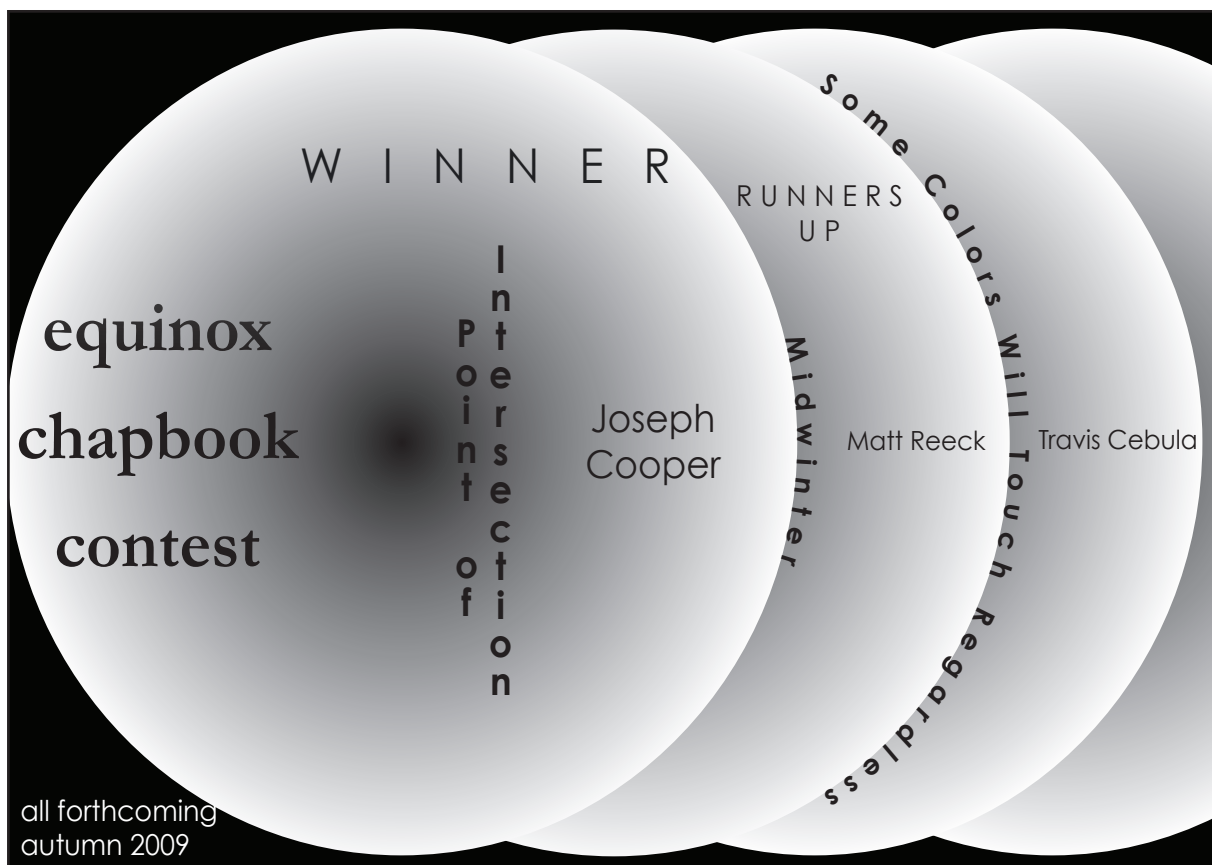 WINNER
equinox
chapbook
contest
Point of
Intersection
Joseph
Cooper
RUNNERS
UP
Midwinter
Matt Reeck
Some Colors Will Touch Regardless
Travis Cebula
all forthcoming
autumn 2009